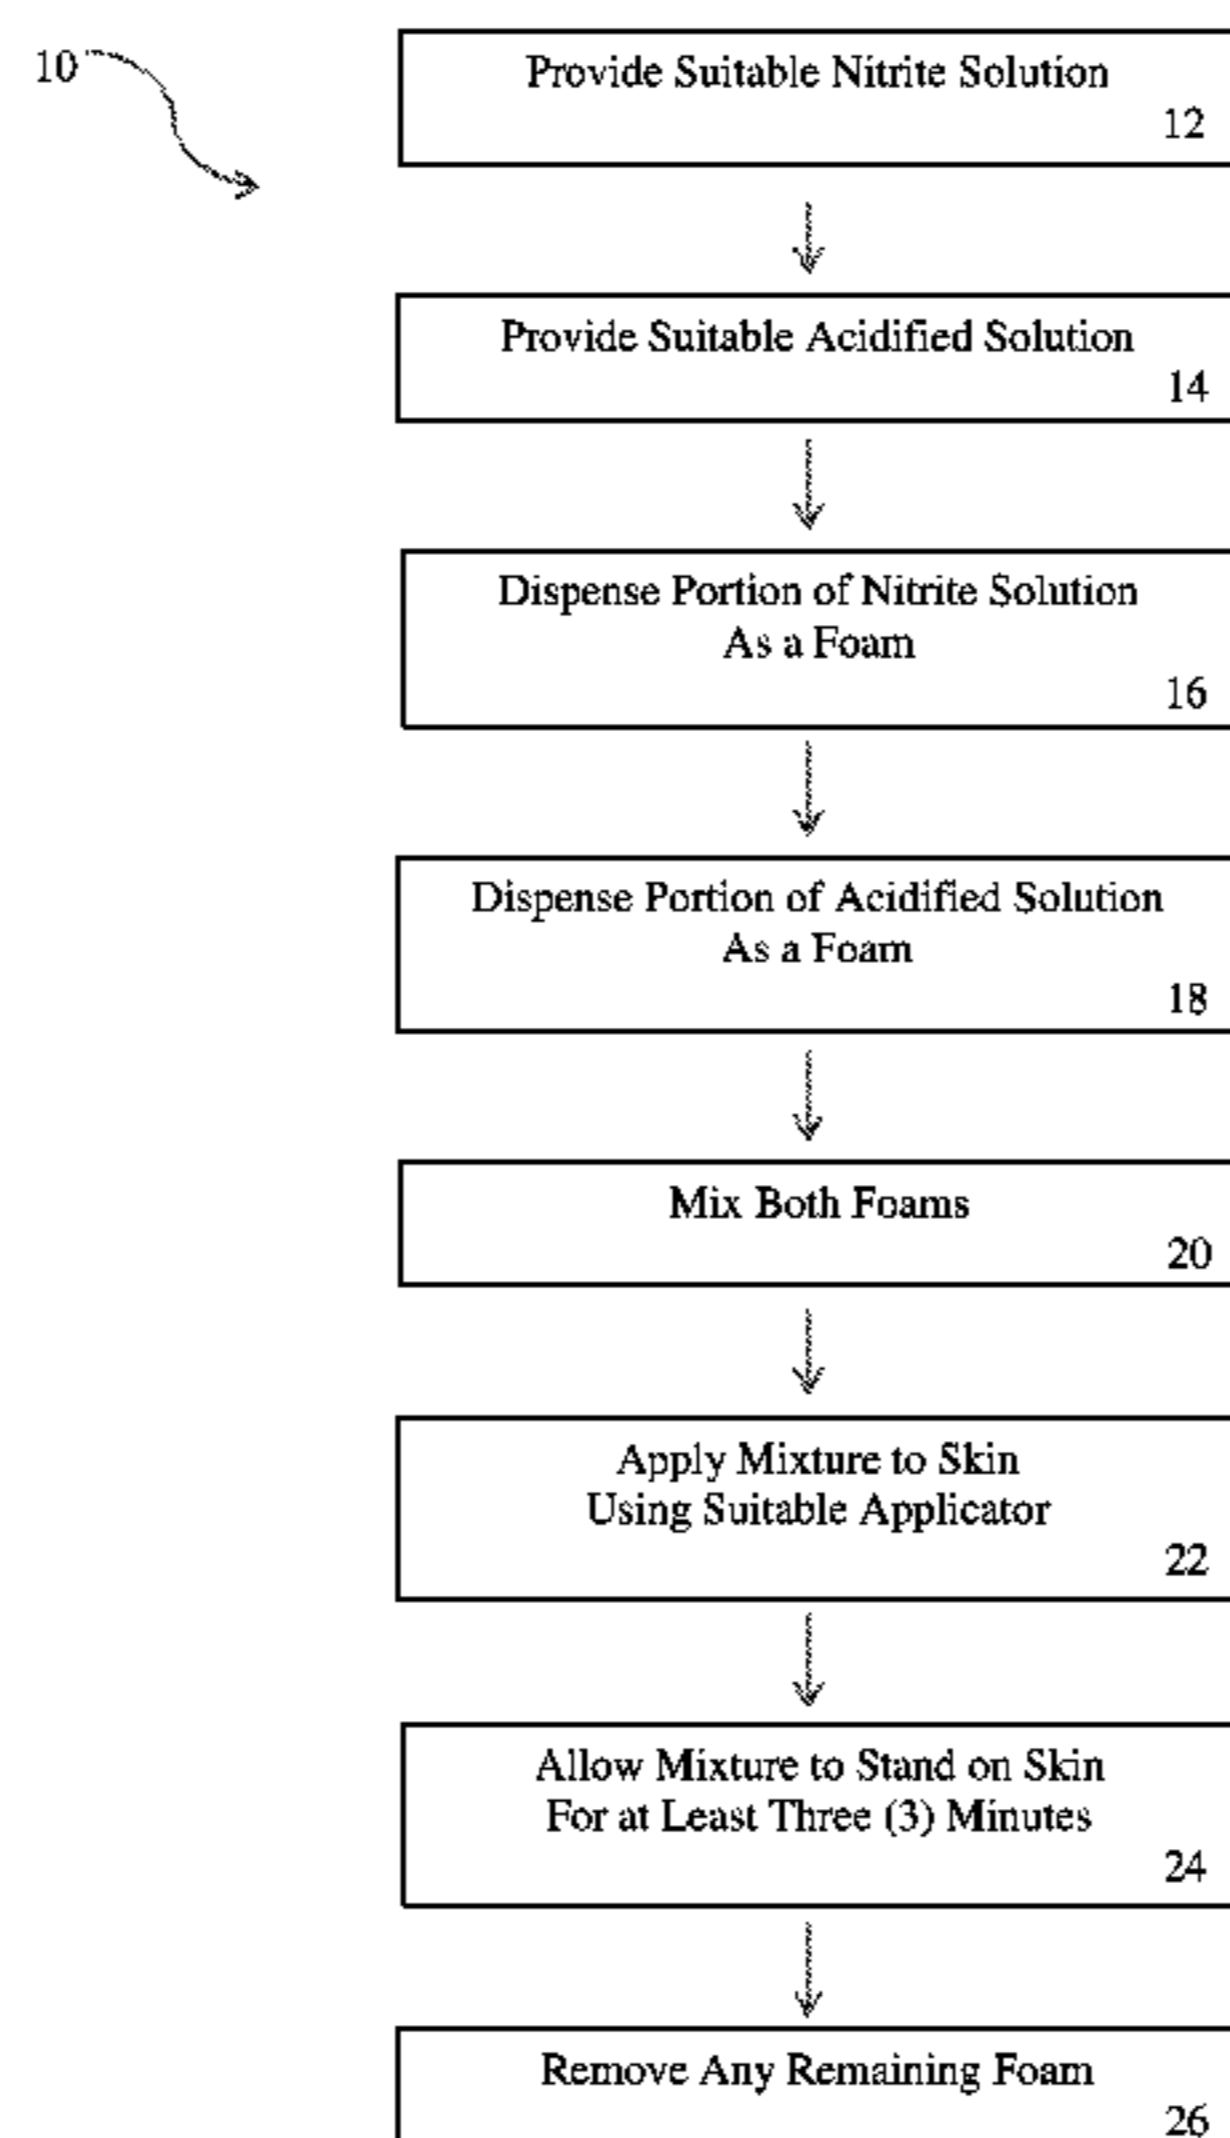 10
Provide Suitable Nitrite Solution
12
Provide Suitable Acidified Solution
14
Dispense Portion of Nitrite Solution
As a Foam
16
Dispense Portion of Acidified Solution
As a Foam
18
Mix Both Foams
20
Apply Mixture to Skin
Using Suitable Applicator
22
Allow Mixture to Stand on Skin
For at Least Three (3) Minutes
24
Remove Any Remaining Foam
26